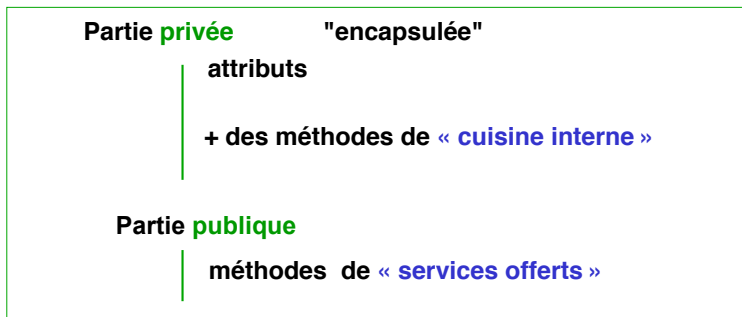 Partie privée "encapsulée"
attributs
+ des méthodes de « cuisine interne »
Partie publique
méthodes de « services offerts »